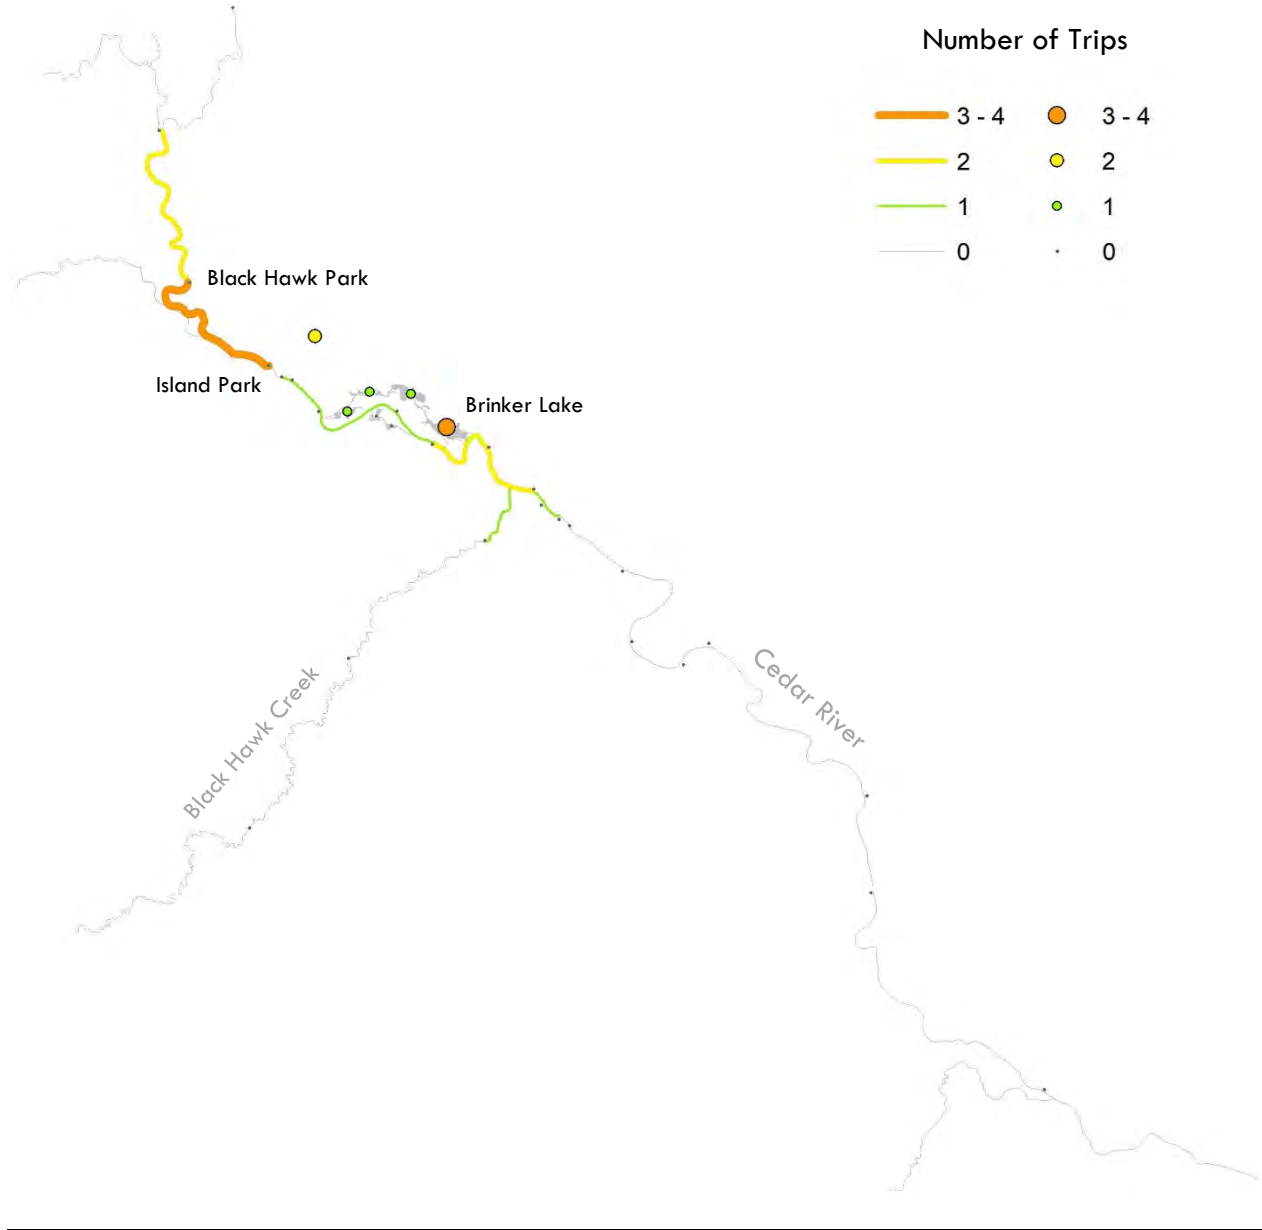 Number of Trips
3 - 4 3 - 4
2 2
1 1
0 0
Black Hawk Park
Island Park
Brinker Lake
Cedar River
Black Hawk Creek